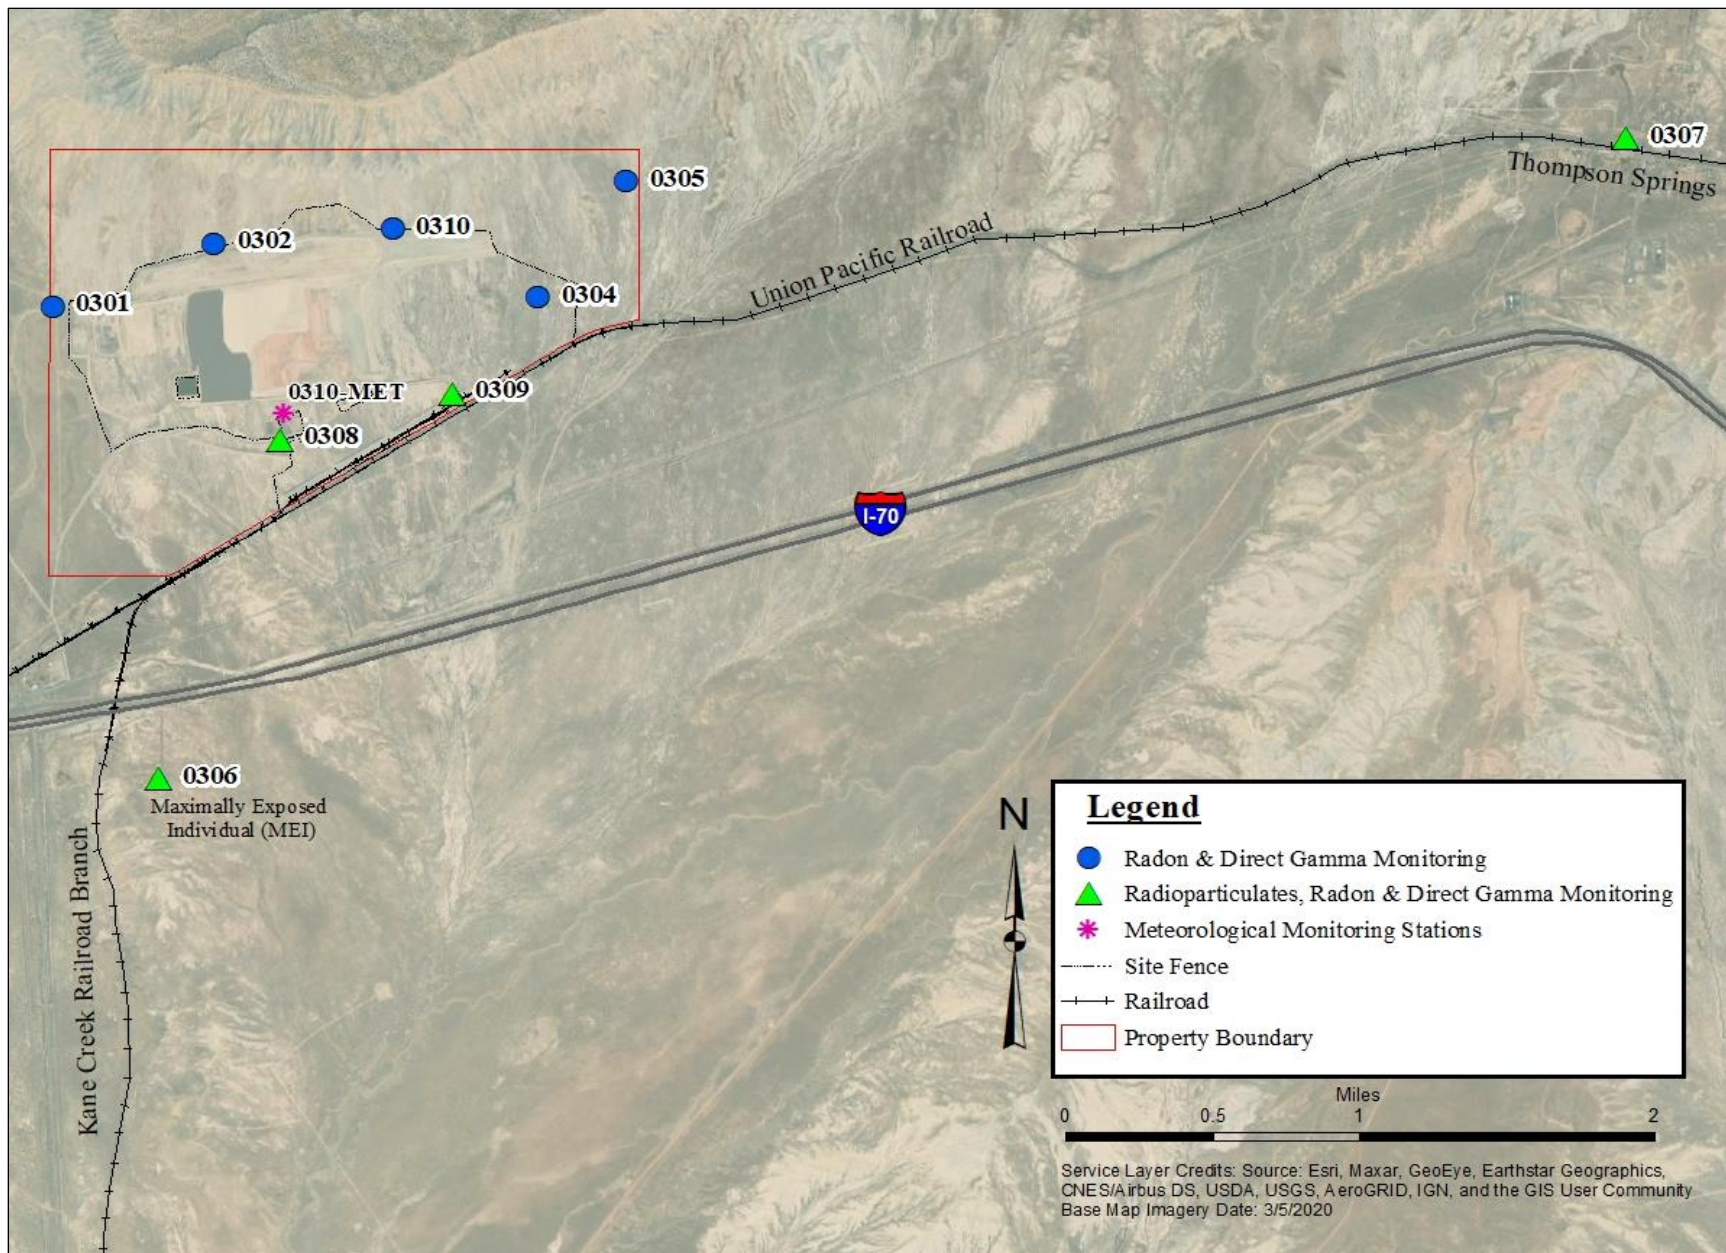 0307
Thompson Springs
0305
0310
0302
Union Pacific Railroad
0304
0301
0310-MET
0309
0308
I-70
0306
Maximally Exposed
Individual (MEI)
Kane Creek Railroad Branch
N
Legend
Radon & Direct Gamma Monitoring
Radioparticulates, Radon & Direct Gamma Monitoring
Meteorological Monitoring Stations
Site Fence
Railroad
Property Boundary
Miles
0 0.5 1 2
Service Layer Credits: Source: Esri, Maxar, GeoEye, Earthstar Geographics,
CNES/Airbus DS, USDA, USGS, AeroGRID, IGN, and the GIS User Community
Base Map Imagery Date: 3/5/2020